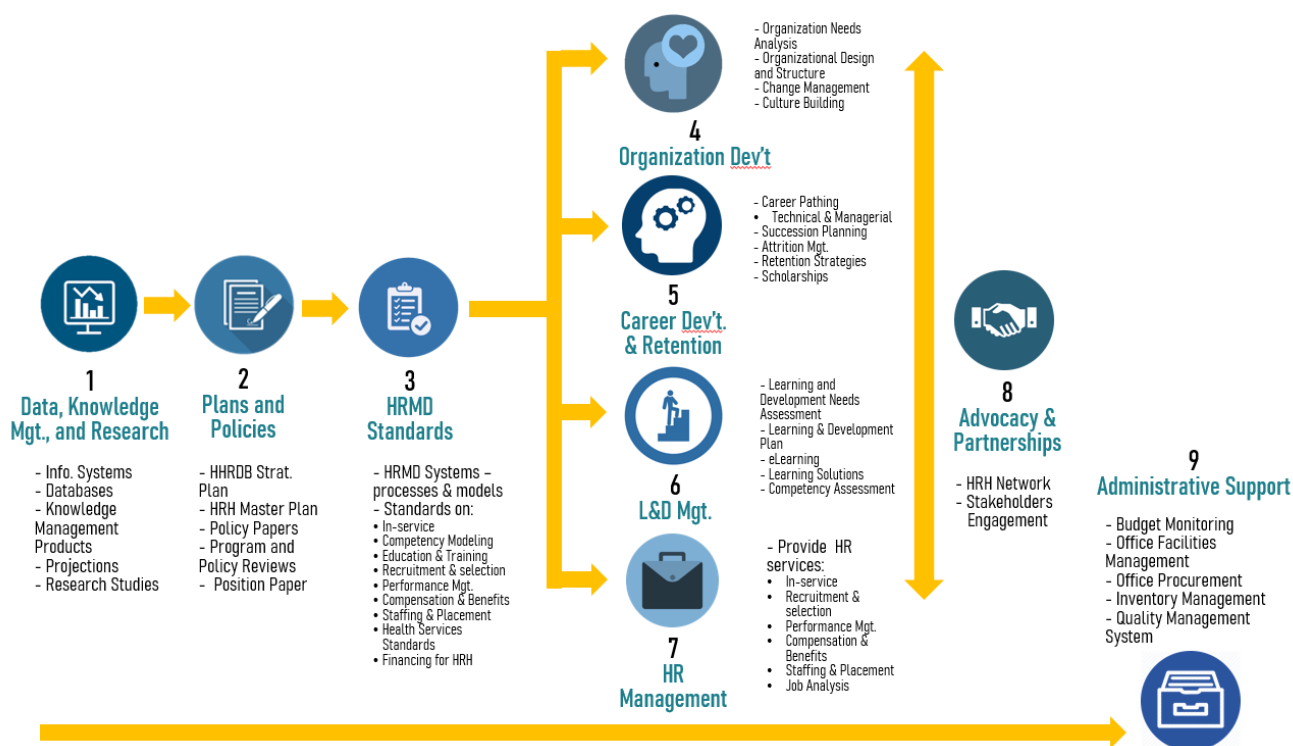 1
Data, Knowledge
Mgt., and Research
- Info. Systems
- Databases
- Knowledge
Management
Products
- Projections
- Research Studies
2
Plans and
Policies
- HHRDB Strat.
Plan
- HRH Master Plan
- Policy Papers
- Program and
Policy Reviews
- Position Paper
3
HRMD
Standards
- HRMD Systems –
processes & models
- Standards on:
• In-service
• Competency Modeling
• Education & Training
• Recruitment & selection
• Performance Mgt.
• Compensation & Benefits
• Staffing & Placement
• Health Services
Standards
• Financing for HRH
4
Organization Dev't
- Organization Needs
Analysis
- Organizational Design
and Structure
- Change Management
- Culture Building
5
Career Dev't.
& Retention
- Career Pathing
• Technical & Managerial
- Succession Planning
- Attrition Mgt.
- Retention Strategies
- Scholarships
6
L&D Mgt.
- Learning and
Development Needs
Assessment
- Learning & Development
Plan
- eLearning
- Learning Solutions
- Competency Assessment
7
HR
Management
- Provide HR
services:
• In-service
• Recruitment &
selection
• Performance Mgt.
• Compensation &
Benefits
• Staffing & Placement
• Job Analysis
8
Advocacy &
Partnerships
- HRH Network
- Stakeholders
Engagement
9
Administrative Support
- Budget Monitoring
- Office Facilities
Management
- Office Procurement
- Inventory Management
- Quality Management
System